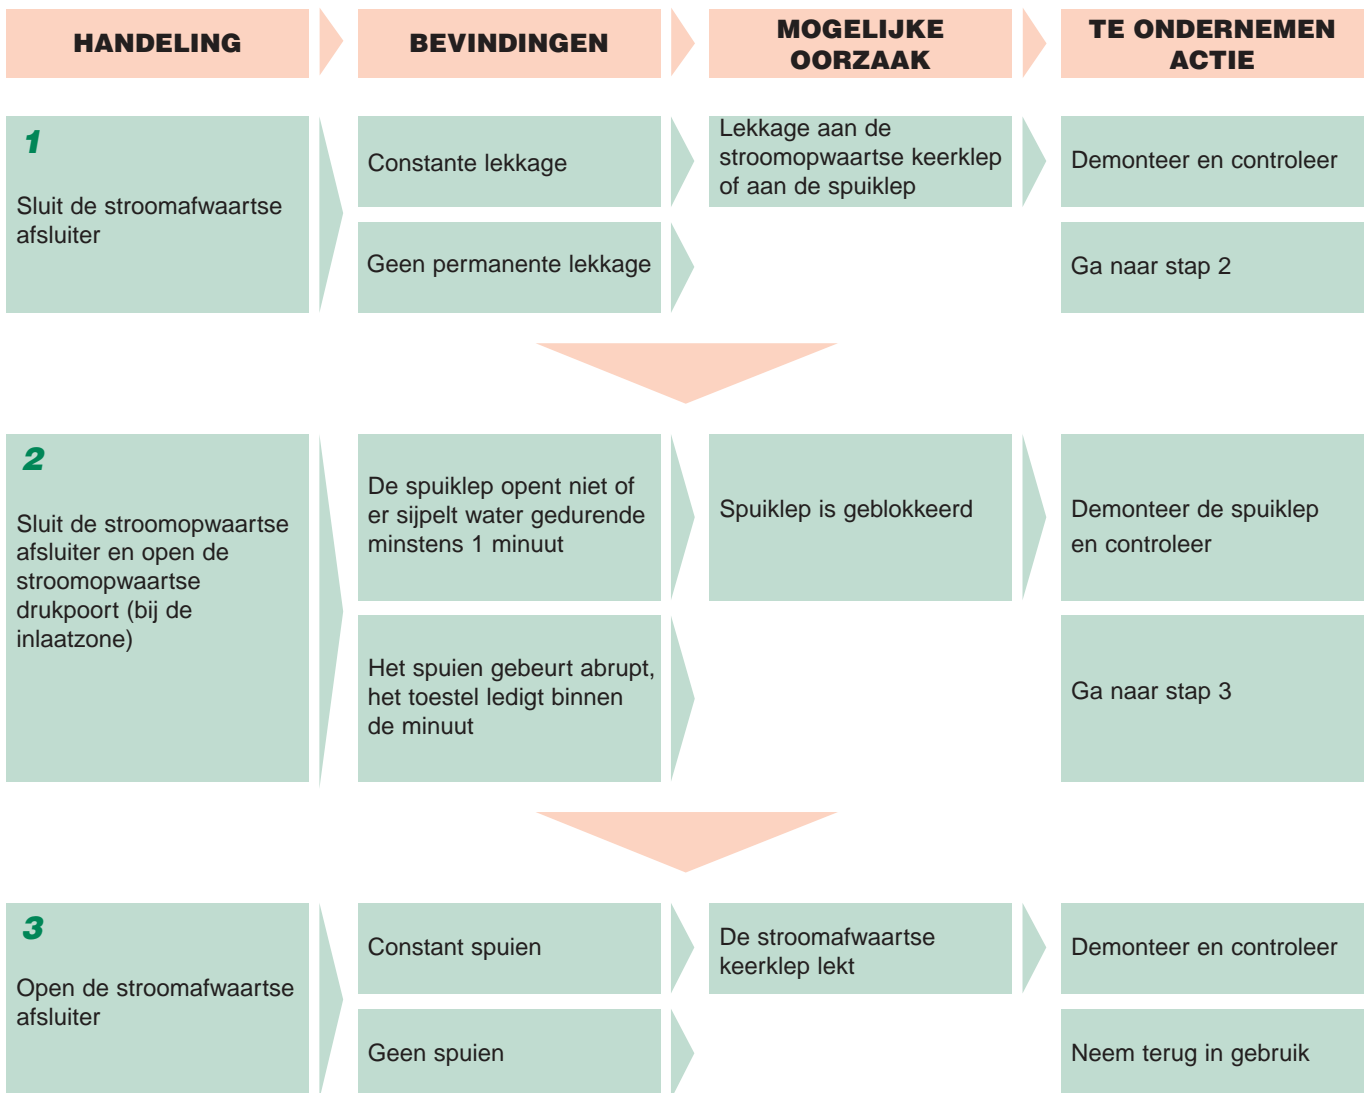 HANDELING
BEVINDINGEN
MOGELIJKE
OORZAAK
TE ONDERNEMEN
ACTIE
1
Sluit de stroomafwaartse
afsluiter
Constante lekkage
Lekkage aan de
stroomopwaartse keerklep
of aan de spuiklep
Demonteer en controleer
Geen permanente lekkage
Ga naar stap 2
2
Sluit de stroomopwaartse
afsluiter en open de
stroomopwaartse
drukpoort (bij de
inlaatzone)
De spuiklep opent niet of
er sijpelt water gedurende
minstens 1 minuut
Spuiklep is geblokkeerd
Demonteer de spuiklep
en controleer
Het spuien gebeurt abrupt,
het toestel ledigt binnen
de minuut
Ga naar stap 3
3
Open de stroomafwaartse
afsluiter
Constant spuien
De stroomafwaartse
keerklep lekt
Demonteer en controleer
Geen spuien
Neem terug in gebruik